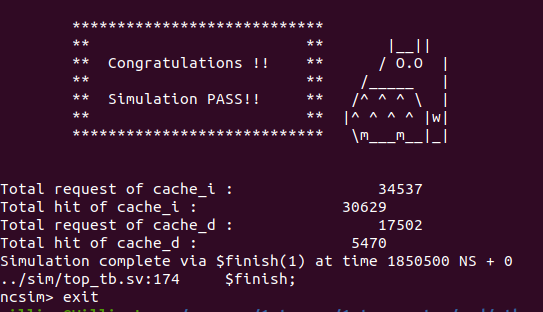 ****************************
** ** |__||
** Congratulations !! ** / O.O |
** ** /_____ |
** Simulation PASS!! ** /^ ^ ^ \ |
** ** |^ ^ ^ ^ |w|
**************************** \m___m__|_|
Total request of cache_i : 34537
Total hit of cache_i : 30629
Total request of cache_d : 17502
Total hit of cache_d : 5470
Simulation complete via $finish(1) at time 1850500 NS + 0
../sim/top_tb.sv:174 $finish;
ncsim> exit